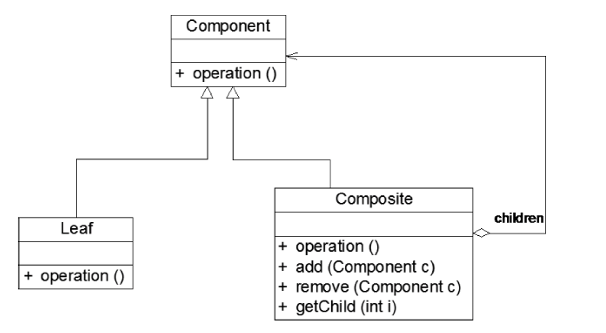 Component
+ operation ()
Leaf
+ operation ()
Composite
+ operation ()
+ add (Component c)
+ remove (Component c)
+ getChild (int i)
children